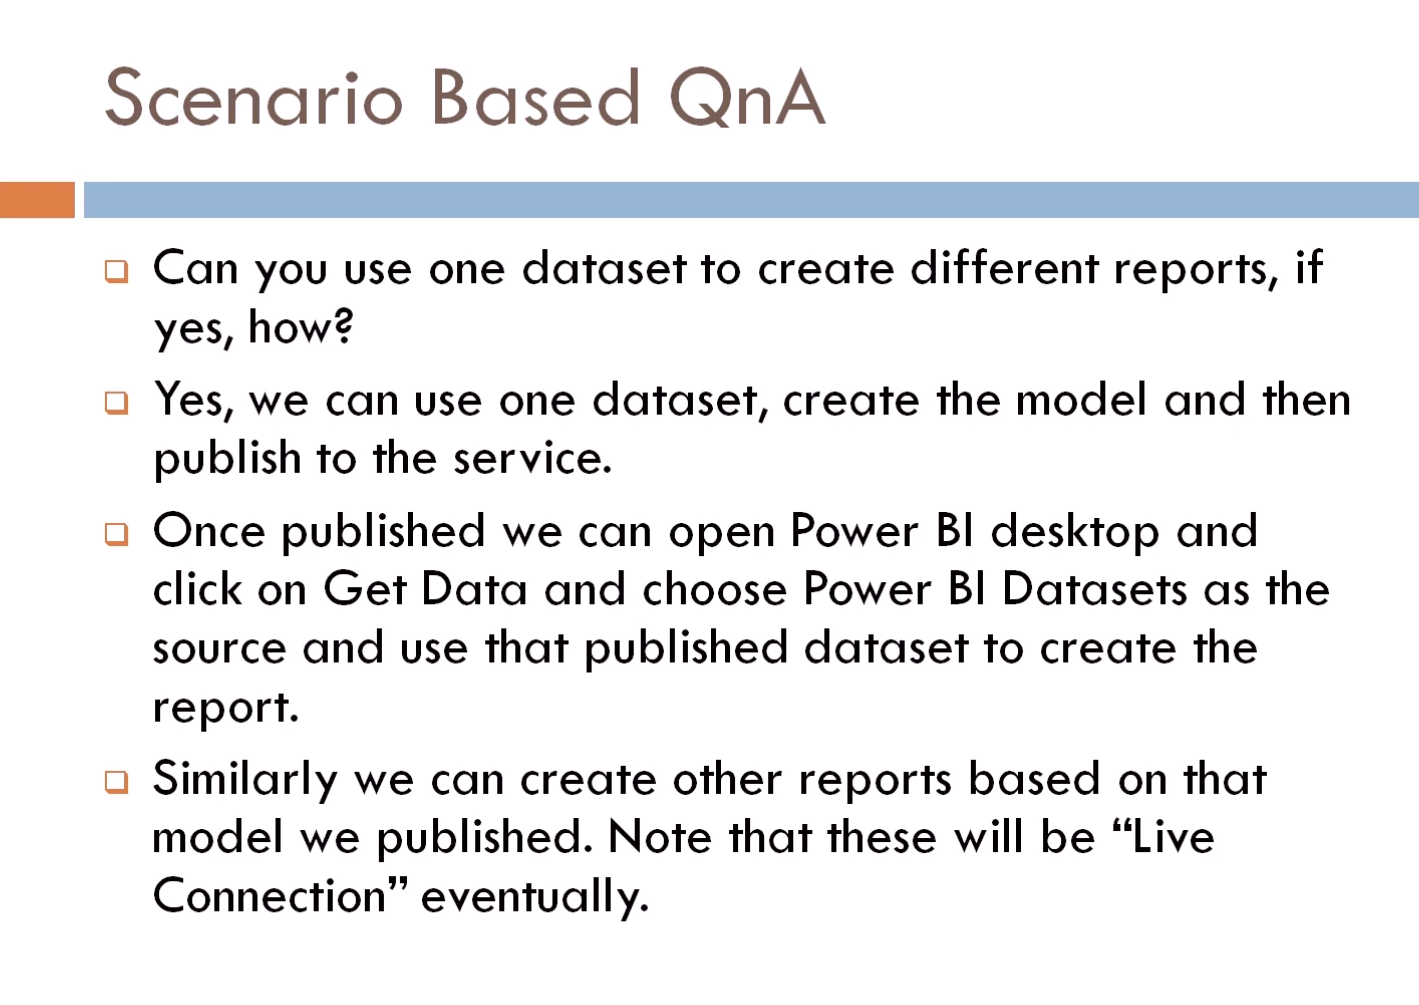 Scenario Based QnA
Can you use one dataset to create different reports, if
yes, how?
Yes, we can use one dataset, create the model and then
publish to the service.
Once published we can open Power BI desktop and
click on Get Data and choose Power BI Datasets as the
source and use that published dataset to create the
report.
Similarly we can create other reports based on that
model we published. Note that these will be “Live
Connection” eventually.